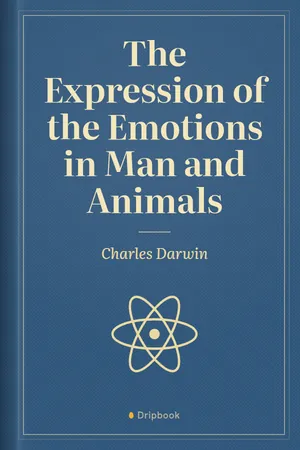 The
Expression of
the Emotions
in Man and
Animals
Charles Darwin
Dripbook